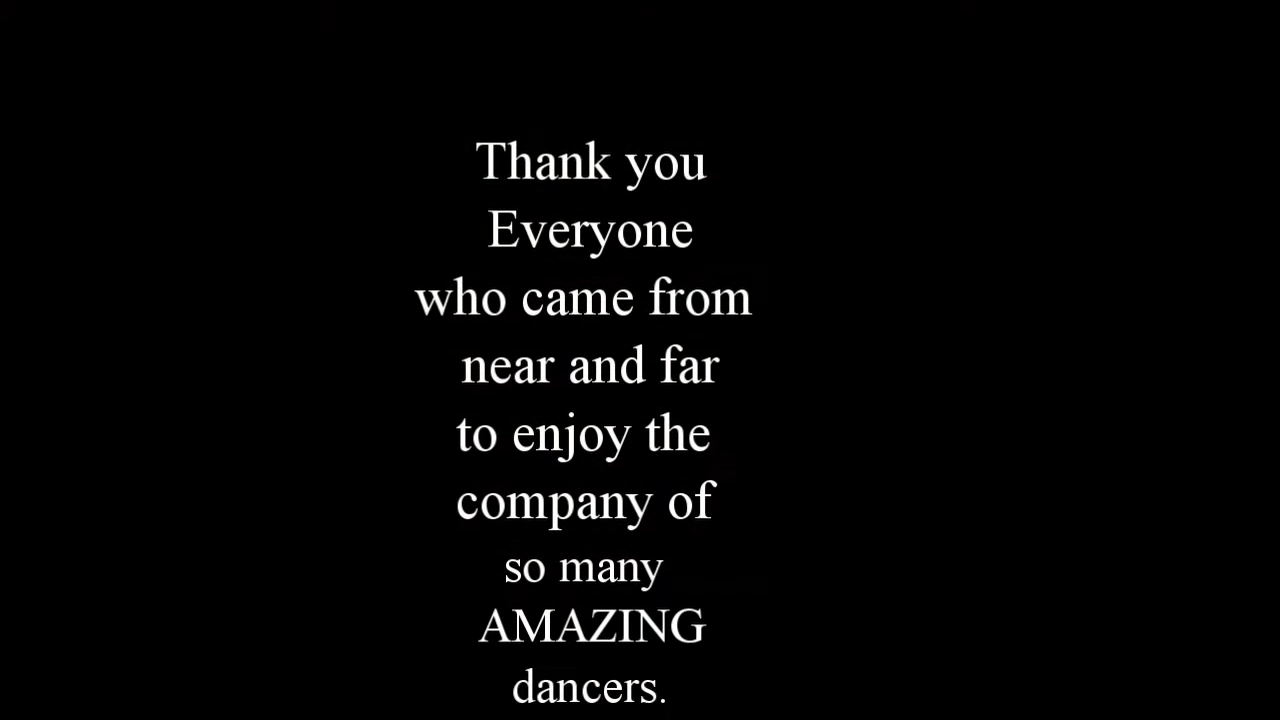 Thank you
Everyone
who came from
near and far
to enjoy the
company of
so many
AMAZING
dancers.